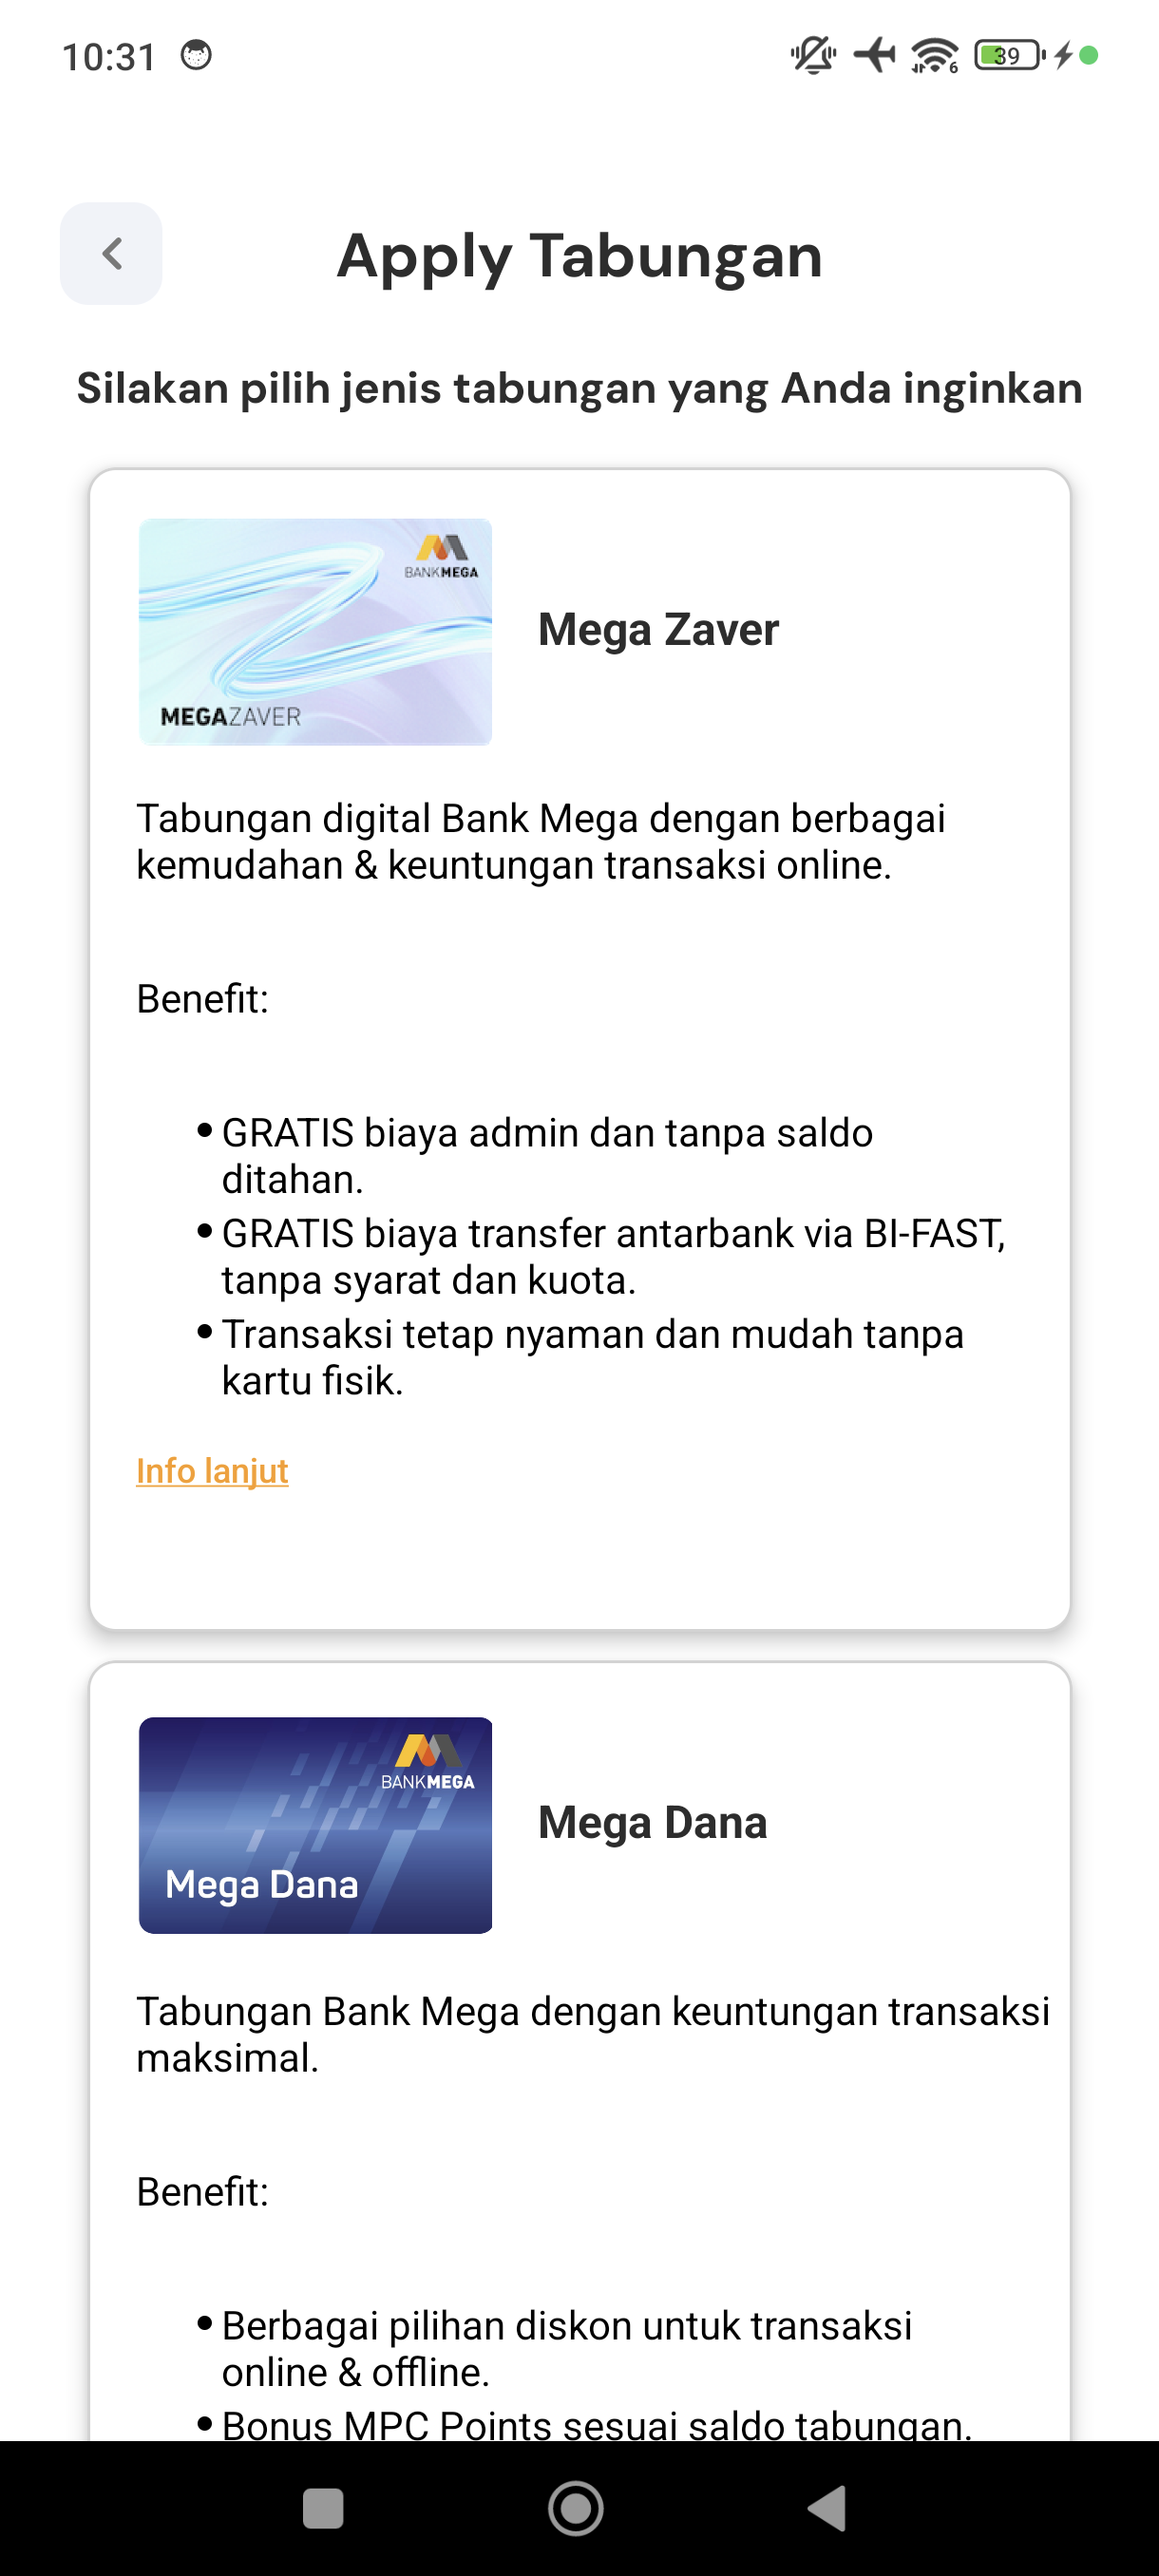 10:31
6
39
Apply Tabungan
Silakan pilih jenis tabungan yang Anda inginkan
BANKMEGA
MEGAZAVER
Mega Zaver
Tabungan digital Bank Mega dengan berbagai
kemudahan & keuntungan transaksi online.
Benefit:
• GRATIS biaya admin dan tanpa saldo
ditahan.
• GRATIS biaya transfer antarbank via BI-FAST,
tanpa syarat dan kuota.
• Transaksi tetap nyaman dan mudah tanpa
kartu fisik.
Info lanjut
BANKMEGA
Mega Dana
Mega Dana
Tabungan Bank Mega dengan keuntungan transaksi
maksimal.
Benefit:
• Berbagai pilihan diskon untuk transaksi
online & offline.
• Bonus MPC Points sesuai saldo tabungan.